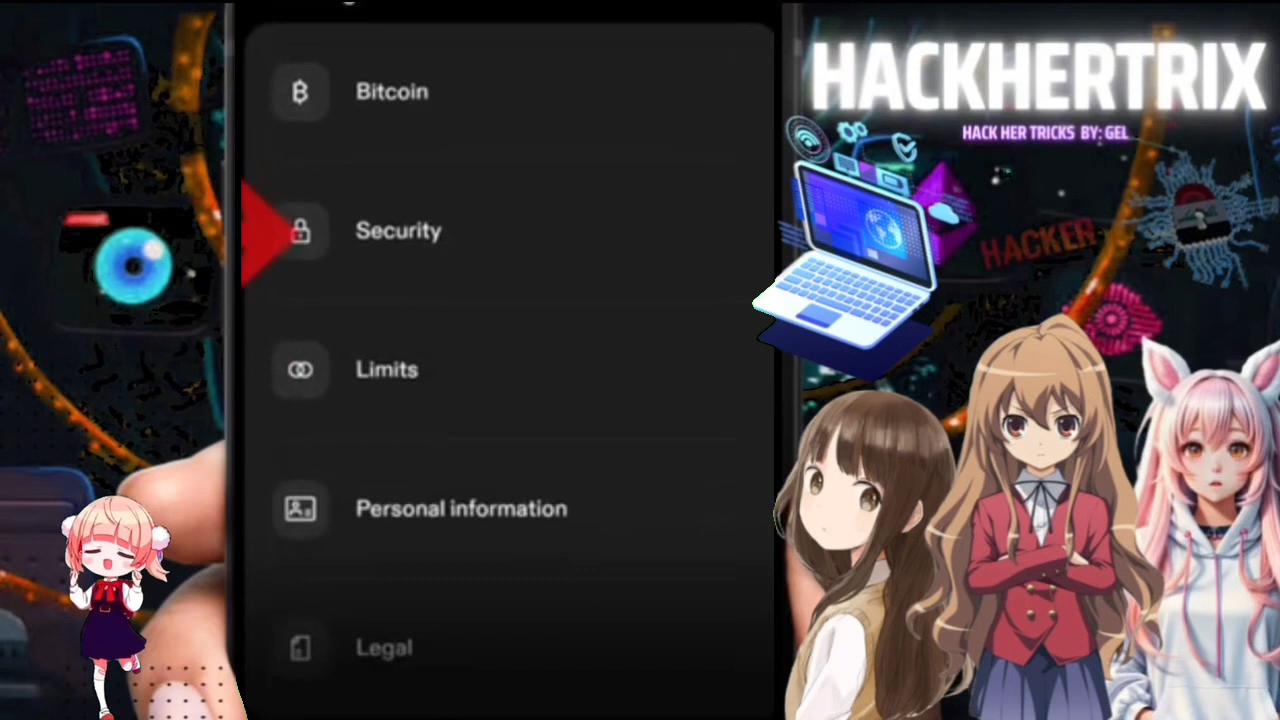 Bitcoin
Security
Limits
Personal information
Legal
HACKHERTRIX
HACK HER TRICKS BY: GEL
HACKER